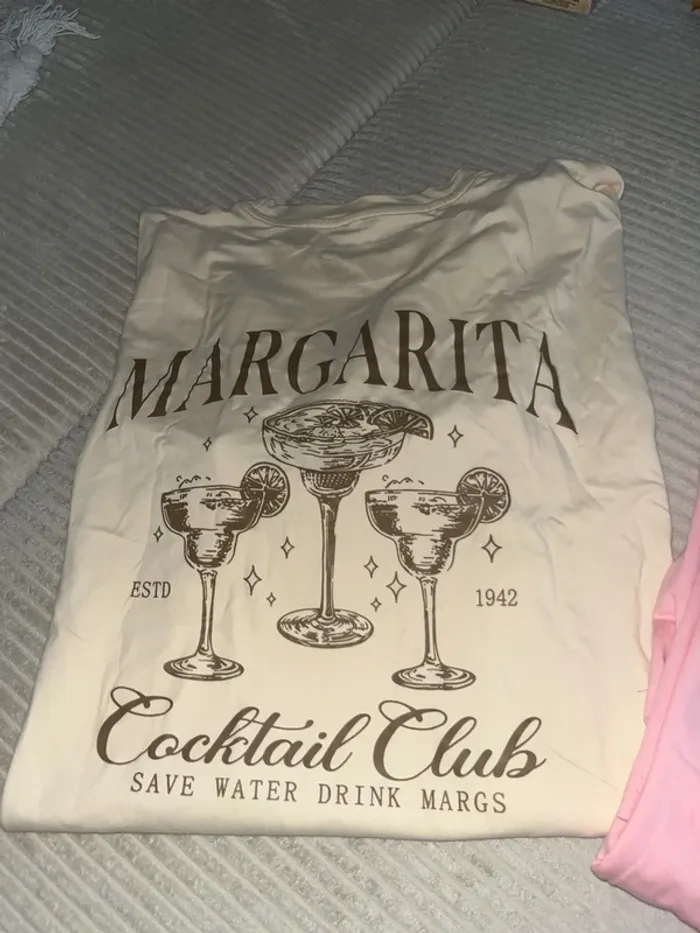 MARGARITA
ESTD 1942
Cocktail Club
SAVE WATER DRINK MARGS